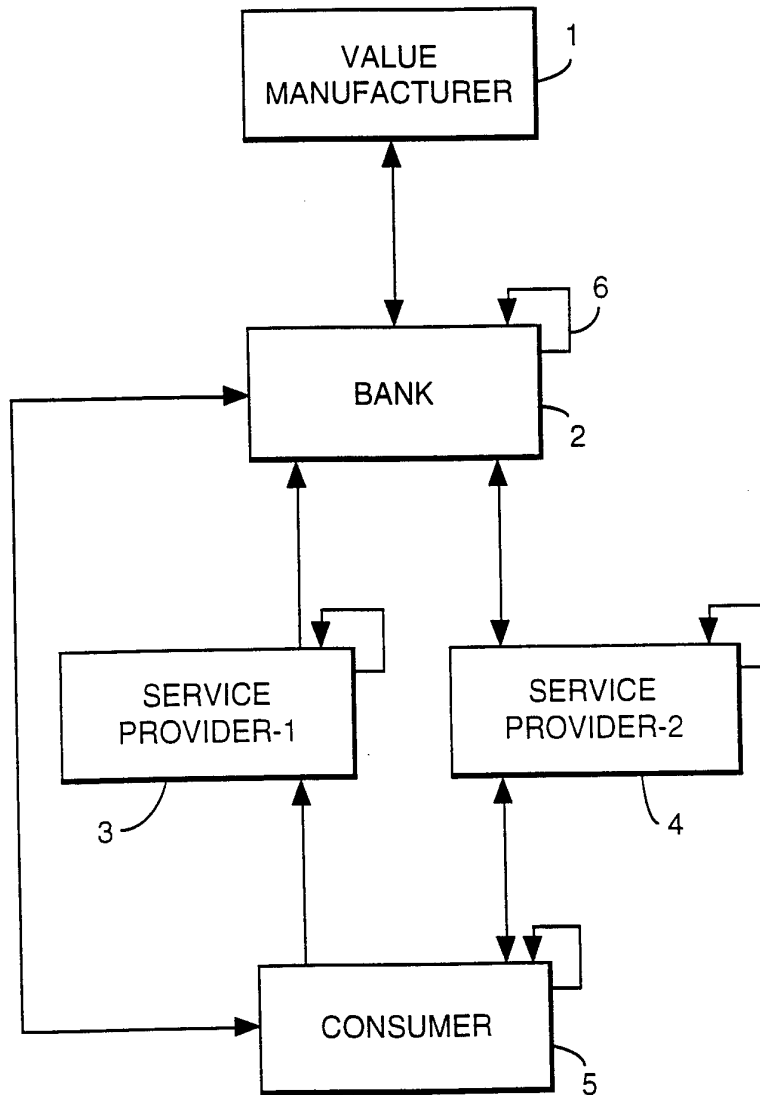 VALUE
MANUFACTURER
1
6
BANK
2
SERVICE
PROVIDER-1
3
SERVICE
PROVIDER-2
4
CONSUMER
5